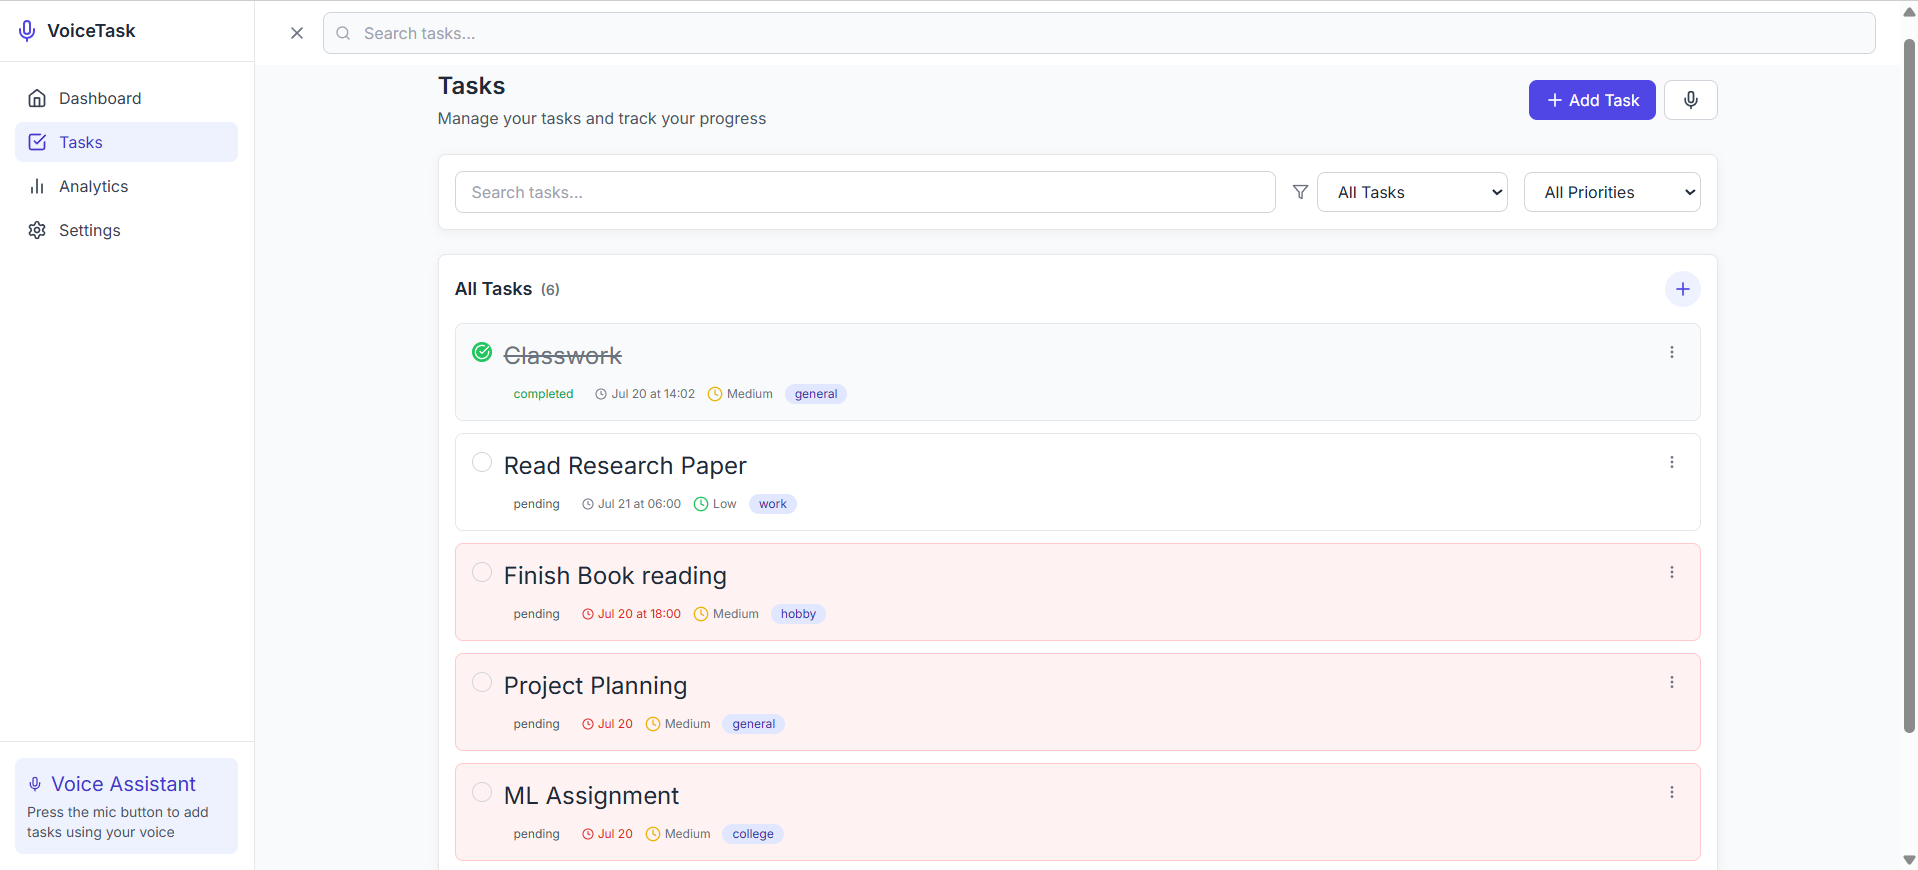 VoiceTask
Search tasks...
Dashboard
Tasks
Analytics
Settings
Tasks
Manage your tasks and track your progress
Add Task
Search tasks...
All Tasks
All Priorities
All Tasks (6)
Classwork
completed Jul 20 at 14:02 Medium general
Read Research Paper
pending Jul 21 at 06:00 Low work
Finish Book reading
pending Jul 20 at 18:00 Medium hobby
Project Planning
pending Jul 20 Medium general
ML Assignment
pending Jul 20 Medium college
Voice Assistant
Press the mic button to add
tasks using your voice